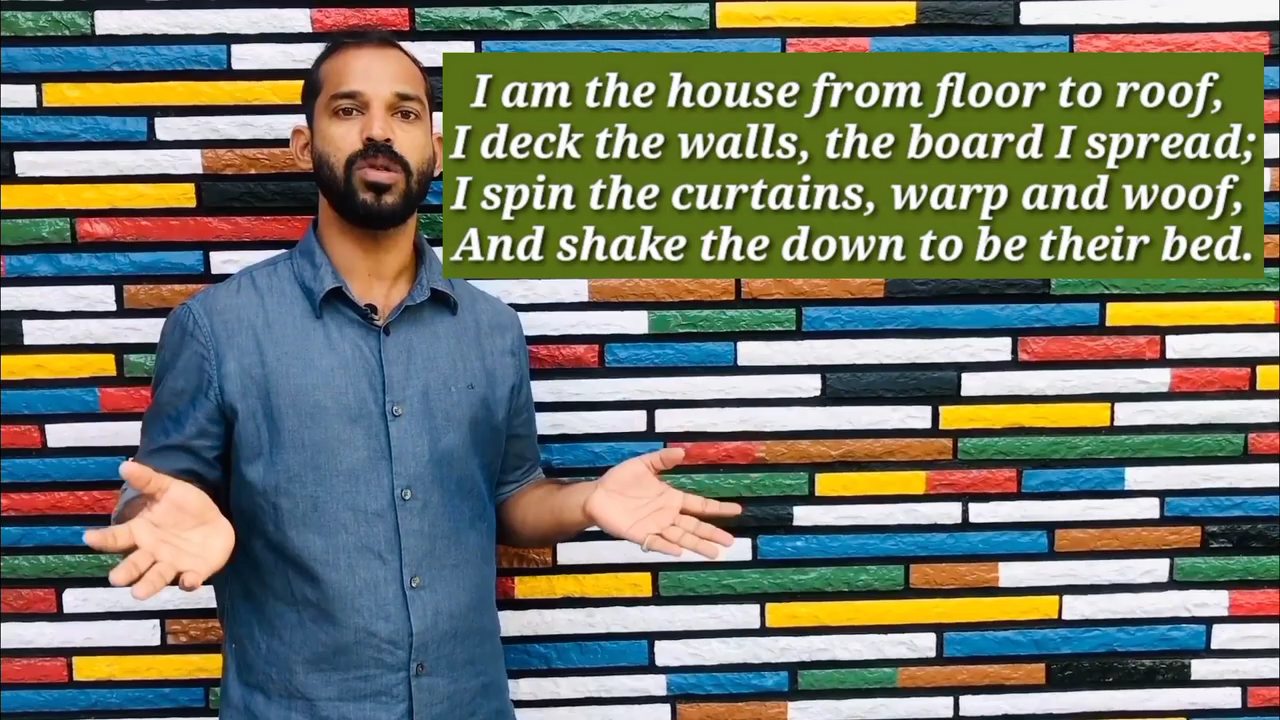 I am the house from floor to roof,
I deck the walls, the board I spread;
I spin the curtains, warp and woof,
And shake the down to be their bed.